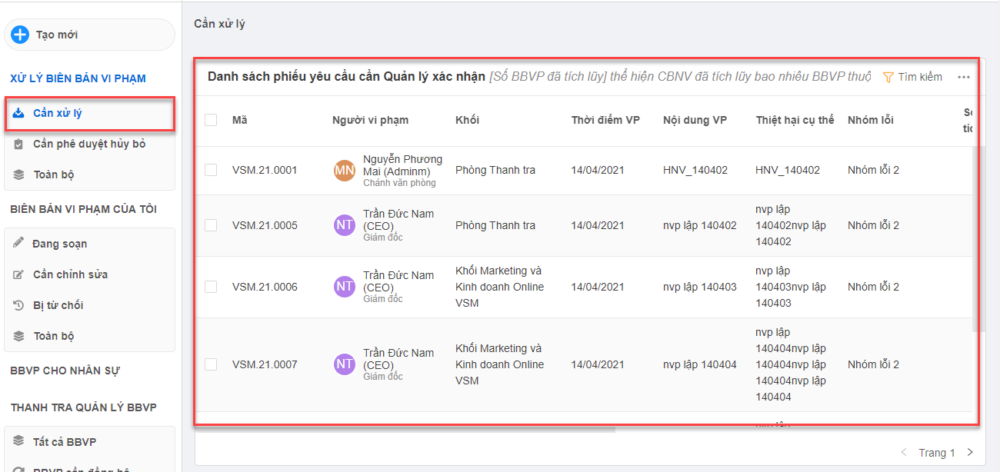 Tạo mới
XỬ LÝ BIÊN BẢN VI PHẠM
Cần xử lý
Cần phê duyệt hủy bỏ
Toàn bộ
BIÊN BẢN VI PHẠM CỦA TÔI
Đang soạn
Cần chỉnh sửa
Bị từ chối
Toàn bộ
BBVP CHO NHÂN SỰ
THANH TRA QUẢN LÝ BBVP
Tất cả BBVP
BBVP cần đồng bộ
Cần xử lý
Danh sách phiếu yêu cầu cần Quản lý xác nhận [Số BBVP đã tích lũy] thể hiện CBNV đã tích lũy bao nhiêu BBVP thuộ Tìm kiếm
Mã Người vi phạm Khối Thời điểm VP Nội dung VP Thiệt hại cụ thể Nhóm lỗi
VSM.21.0001 MN Nguyễn Phương Mai (Adminm) Chánh văn phòng Phòng Thanh tra 14/04/2021 HNV_140402 HNV_140402 Nhóm lỗi 2
VSM.21.0005 NT Trần Đức Nam (CEO) Giám đốc Phòng Thanh tra 14/04/2021 nvp lập 140402 nvp lập 140402nvp lập 140402 Nhóm lỗi 2
VSM.21.0006 NT Trần Đức Nam (CEO) Giám đốc Khối Marketing và Kinh doanh Online VSM 14/04/2021 nvp lập 140403 nvp lập 140403nvp lập 140403 Nhóm lỗi 2
VSM.21.0007 NT Trần Đức Nam (CEO) Giám đốc Khối Marketing và Kinh doanh Online VSM 14/04/2021 nvp lập 140404 nvp lập 140404nvp lập 140404nvp lập 140404nvp lập 140404 Nhóm lỗi 2
Trang 1